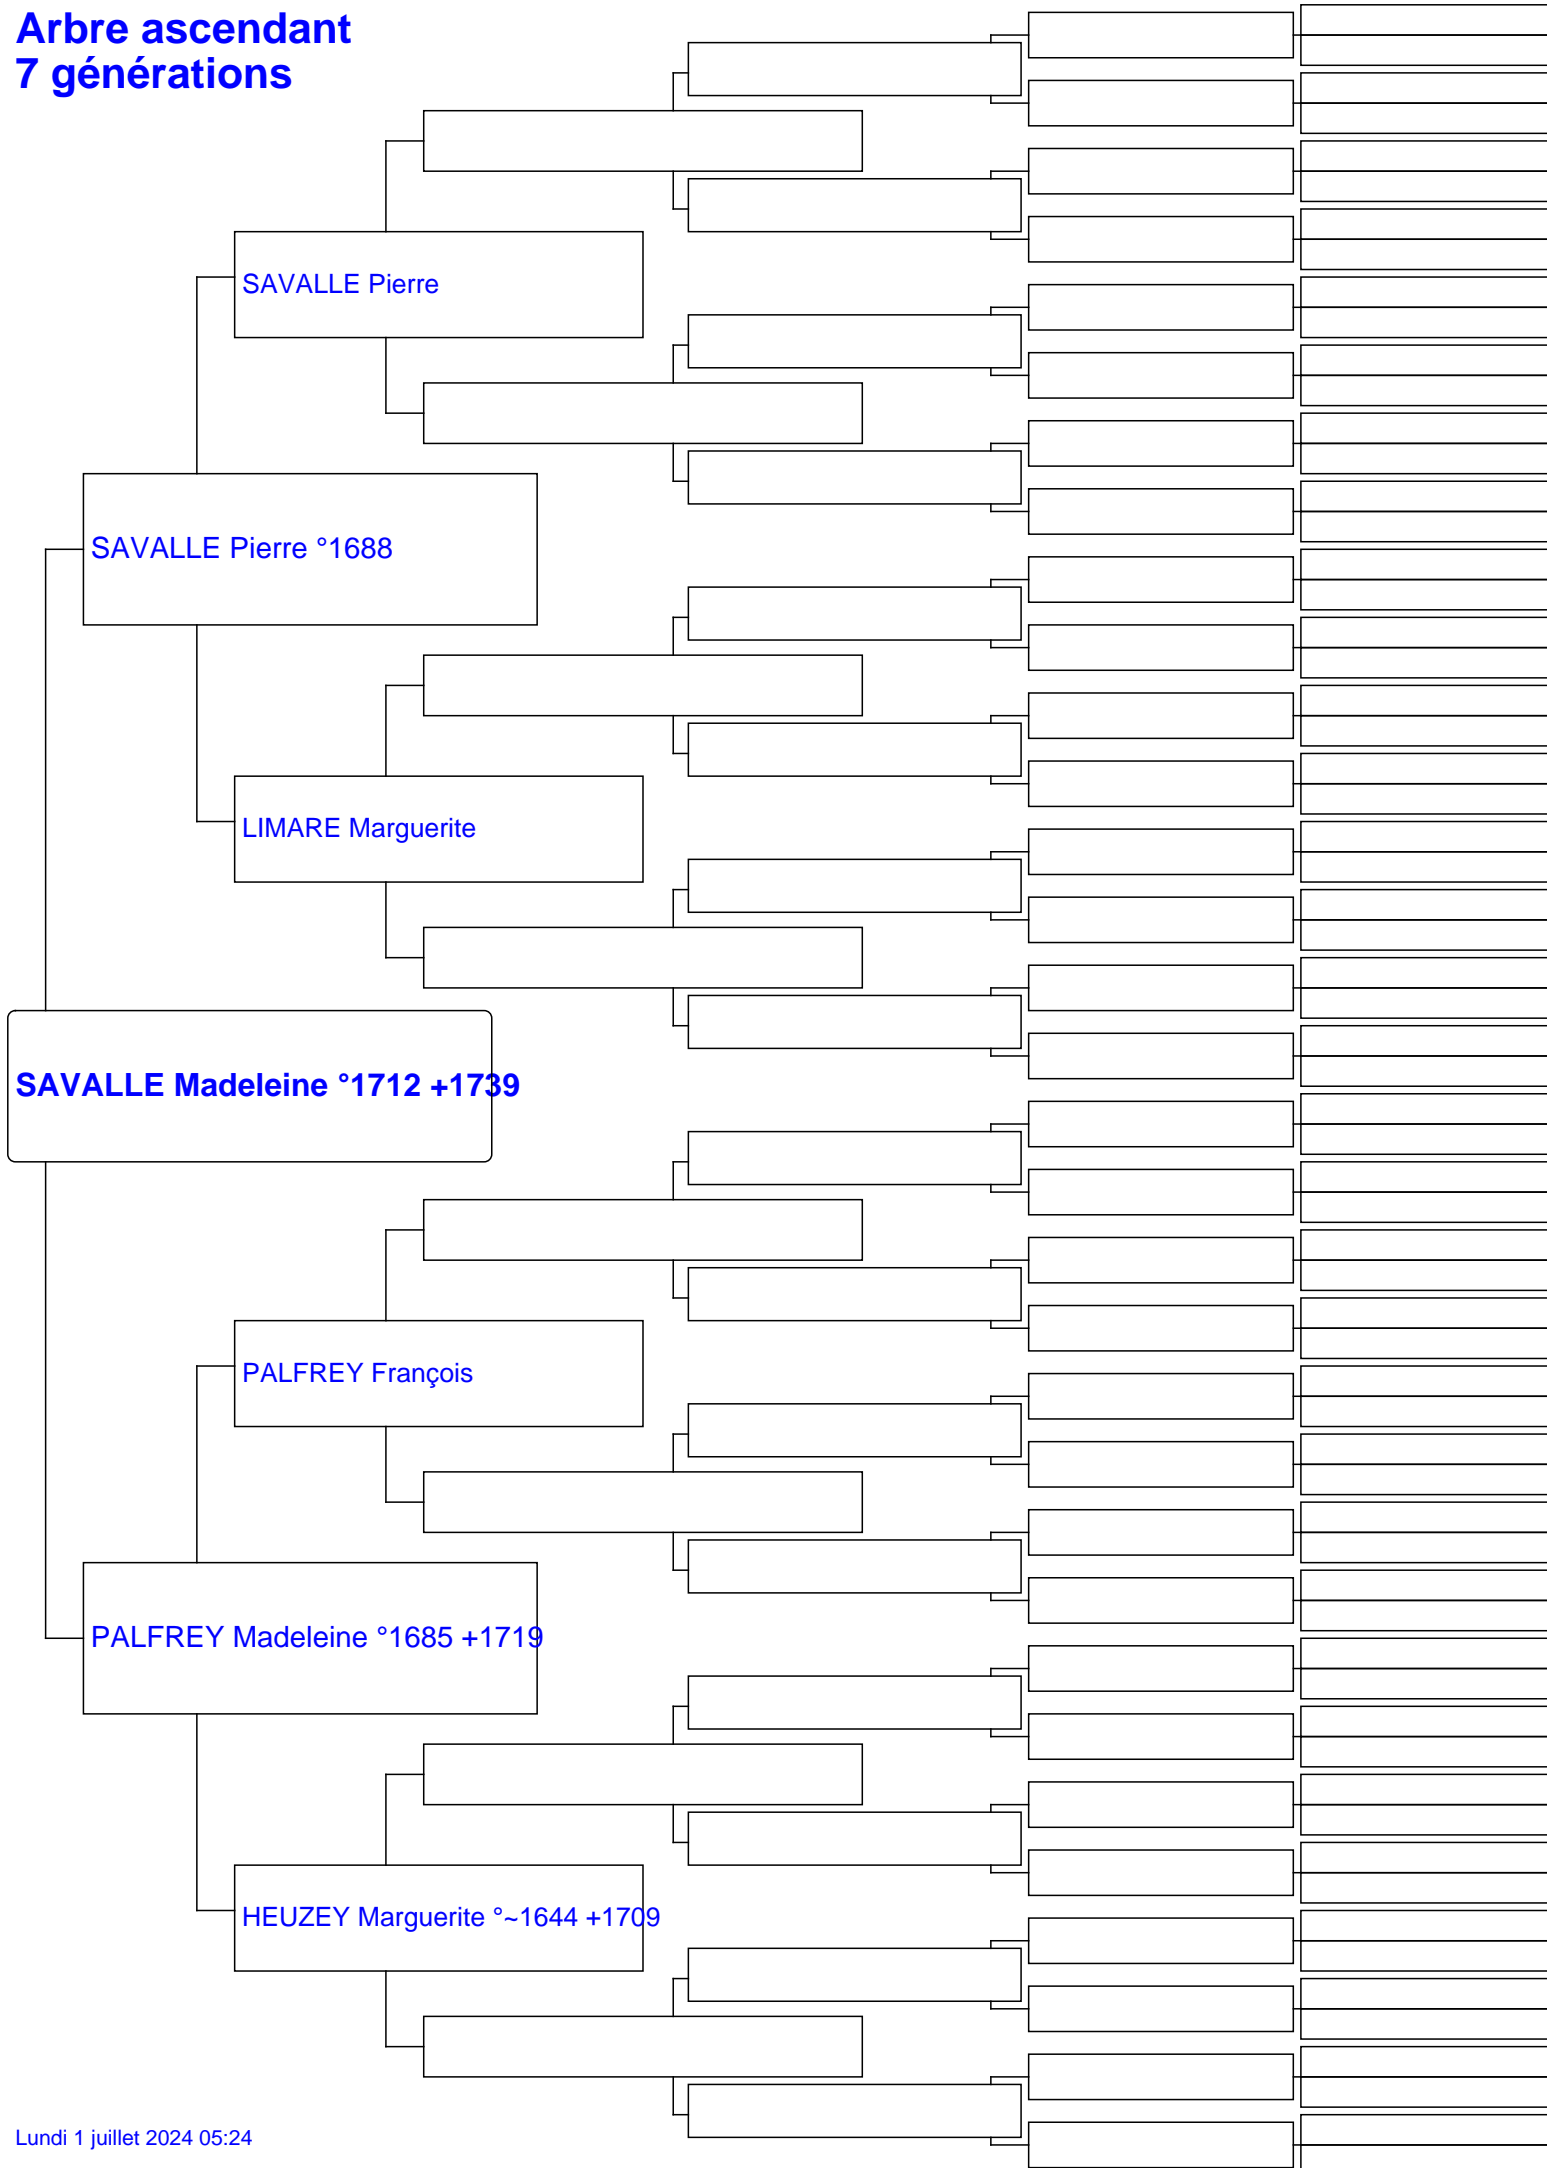 Arbre ascendant
7 générations
SAVALLE Pierre
SAVALLE Pierre °1688
LIMARE Marguerite
SAVALLE Madeleine °1712 +1739
PALFREY François
PALFREY Madeleine °1685 +1719
HEUZEY Marguerite °~1644 +1709
Lundi 1 juillet 2024 05:24